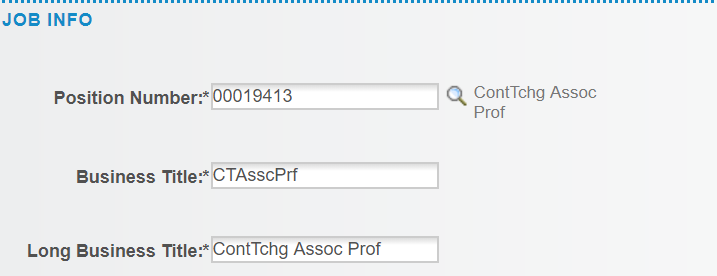 JOB INFO
Position Number:* 00019413 ContTchg Assoc
Prof
Business Title:* CTAsscPrf
Long Business Title:* ContTchg Assoc Prof